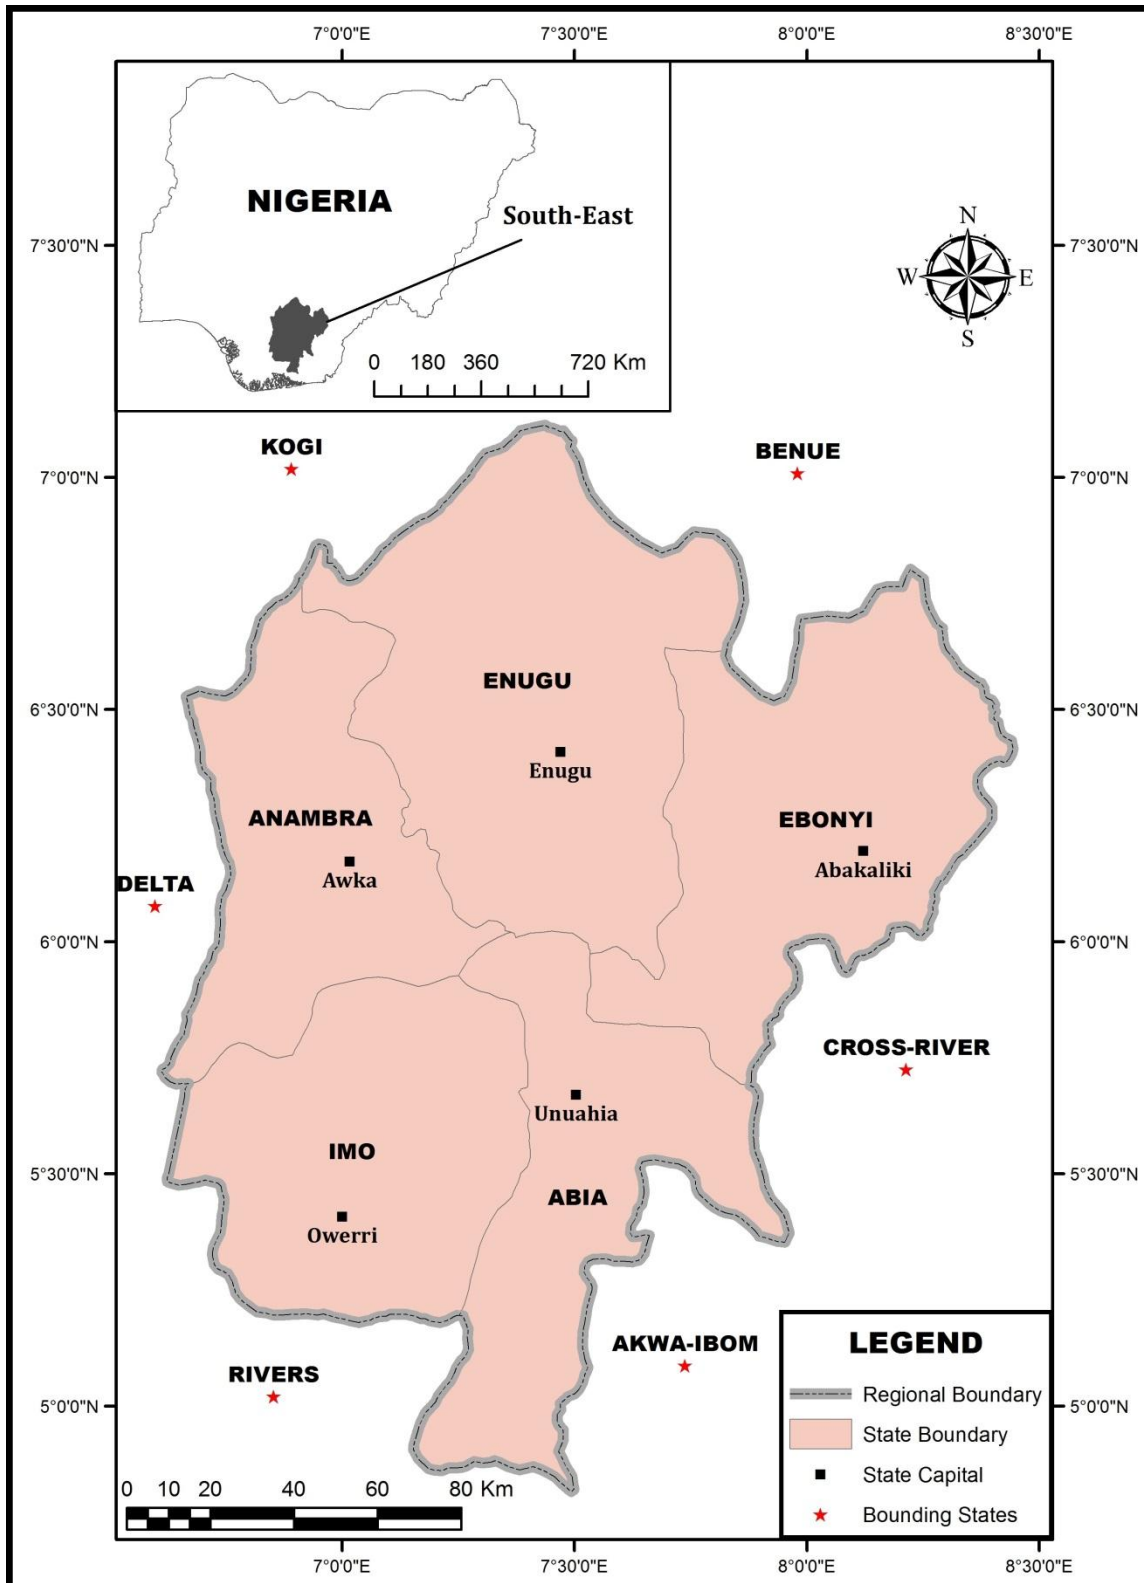 7°0'0"E 7°30'0"E 8°0'0"E 8°30'0"E
NIGERIA
South-East
0 180 360 720 Km
N
W E
S
7°30'0"N 7°30'0"N
KOGI
BENUE
7°0'0"N 7°0'0"N
ENUGU
6°30'0"N 6°30'0"N
Enugu
ANAMBRA
EBONYI
Awka
Abakaliki
DELTA
6°0'0"N 6°0'0"N
CROSS-RIVER
Unuahia
IMO
5°30'0"N 5°30'0"N
ABIA
Owerri
AKWA-IBOM
RIVERS
5°0'0"N 5°0'0"N
LEGEND
Regional Boundary
State Boundary
State Capital
Bounding States
0 10 20 40 60 80 Km
7°0'0"E 7°30'0"E 8°0'0"E 8°30'0"E